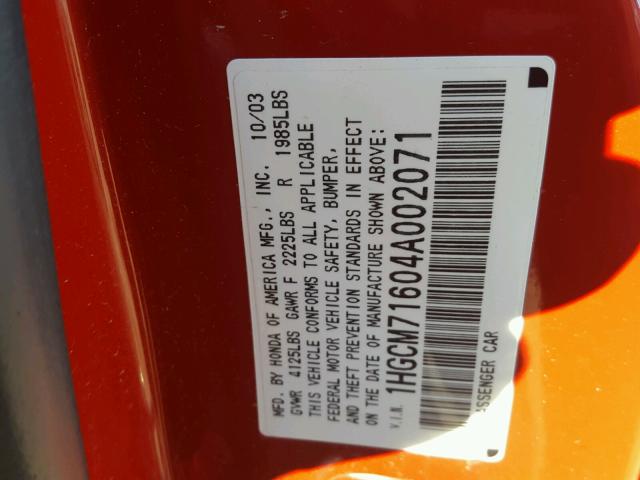 MFD. BY HONDA OF AMERICA MFG., INC. 10/03
GVWR 4125LBS GAWR F 2225LBS R 1985LBS
THIS VEHICLE CONFORMS TO ALL APPLICABLE
FEDERAL MOTOR VEHICLE SAFETY, BUMPER,
AND THEFT PREVENTION STANDARDS IN EFFECT
ON THE DATE OF MANUFACTURE SHOWN ABOVE:
V.I.N. 1HGCM71604A002071
PASSENGER CAR